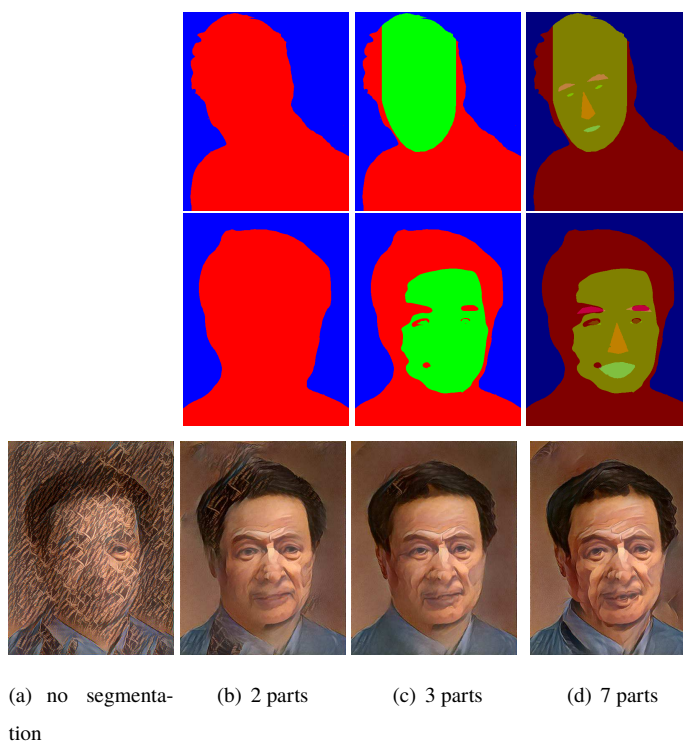 (a) no segmenta-
tion
(b) 2 parts
(c) 3 parts
(d) 7 parts